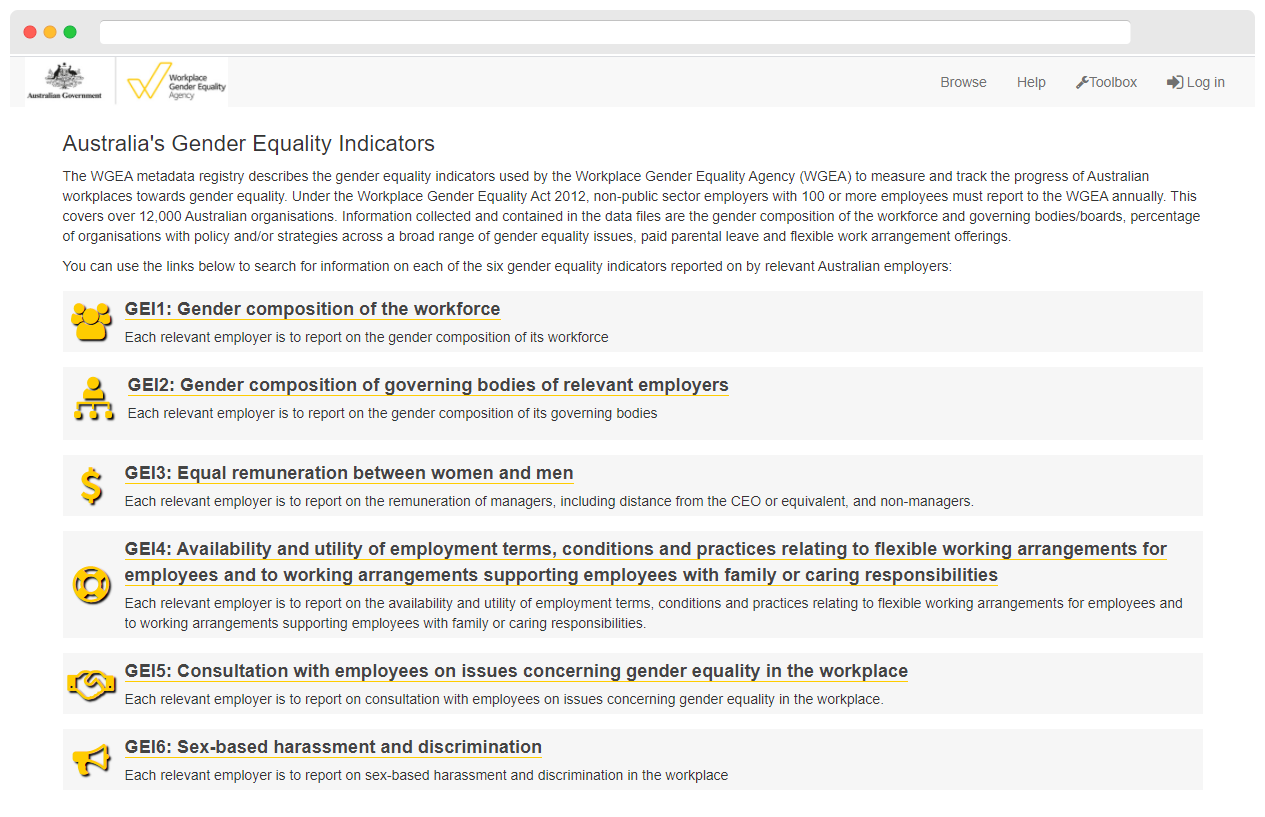 Australian Government
Workplace
Gender Equality
Agency
Browse
Help
Toolbox
Log in
Australia's Gender Equality Indicators
The WGEA metadata registry describes the gender equality indicators used by the Workplace Gender Equality Agency (WGEA) to measure and track the progress of Australian
workplaces towards gender equality. Under the Workplace Gender Equality Act 2012, non-public sector employers with 100 or more employees must report to the WGEA annually. This
covers over 12,000 Australian organisations. Information collected and contained in the data files are the gender composition of the workforce and governing bodies/boards, percentage
of organisations with policy and/or strategies across a broad range of gender equality issues, paid parental leave and flexible work arrangement offerings.
You can use the links below to search for information on each of the six gender equality indicators reported on by relevant Australian employers:
GEI1: Gender composition of the workforce
Each relevant employer is to report on the gender composition of its workforce
GEI2: Gender composition of governing bodies of relevant employers
Each relevant employer is to report on the gender composition of its governing bodies
GEI3: Equal remuneration between women and men
Each relevant employer is to report on the remuneration of managers, including distance from the CEO or equivalent, and non-managers.
GEI4: Availability and utility of employment terms, conditions and practices relating to flexible working arrangements for
employees and to working arrangements supporting employees with family or caring responsibilities
Each relevant employer is to report on the availability and utility of employment terms, conditions and practices relating to flexible working arrangements for employees and
to working arrangements supporting employees with family or caring responsibilities.
GEI5: Consultation with employees on issues concerning gender equality in the workplace
Each relevant employer is to report on consultation with employees on issues concerning gender equality in the workplace.
GEI6: Sex-based harassment and discrimination
Each relevant employer is to report on sex-based harassment and discrimination in the workplace